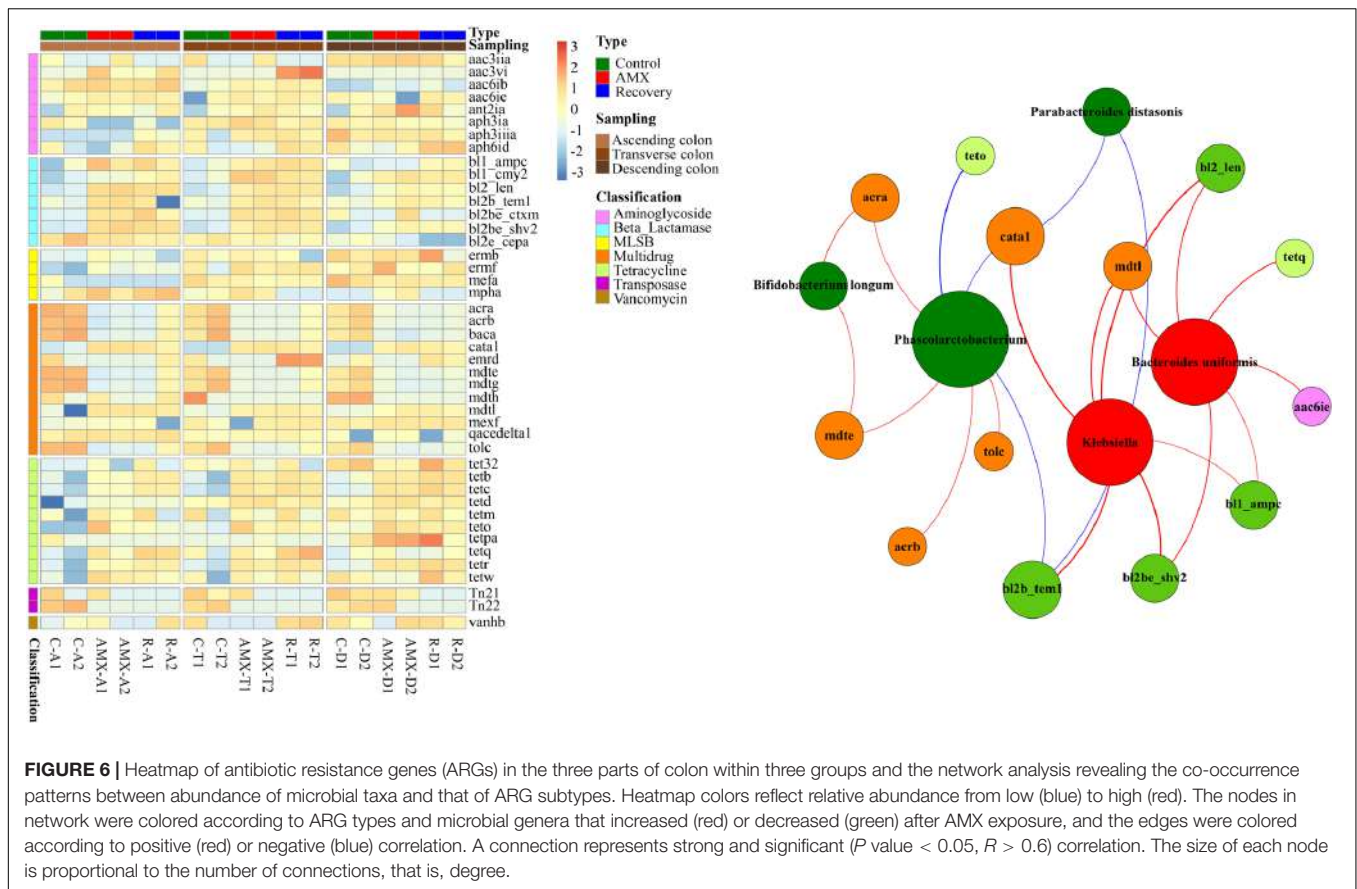 Type
Sampling
aac3iia
aac3vi
aac6ib
aac6ie
ant2ia
aph3ia
aph3iiia
aph6id
bl1_ampc
bl1_cmy2
bl2_len
bl2b_tem1
bl2be_ctxm
bl2be_shv2
bl2e_cepa
ermb
ermf
mefa
mpha
acra
acrb
baca
cata1
emrd
mdte
mdtg
mdth
mdtl
mexf
qacedelta1
tolc
tet32
tetb
tetc
tetd
tetm
teto
tetpa
tetq
tetr
tetw
Tn21
Tn22
vanhb
Classification
C-A1
C-A2
AMX-A1
AMX-A2
R-A1
R-A2
C-T1
C-T2
AMX-T1
AMX-T2
R-T1
R-T2
C-D1
C-D2
AMX-D1
AMX-D2
R-D1
R-D2
3
2
1
0
-1
-2
-3
Type
Control
AMX
Recovery
Sampling
Ascending colon
Transverse colon
Descending colon
Classification
Aminoglycoside
Beta_Lactamase
MLSB
Multidrug
Tetracycline
Transposase
Vancomycin
Parabacteroides distasonis
teto
bl2_len
acra
cata1
mdtl
tetq
Bifidobacterium longum
Phascolarctobacterium
Bacteroides uniformis
aac6ie
mdte
tolc
Klebsiella
bl1_ampc
acrb
bl2b_tem1
bl2be_shv2
FIGURE 6 | Heatmap of antibiotic resistance genes (ARGs) in the three parts of colon within three groups and the network analysis revealing the co-occurrence
patterns between abundance of microbial taxa and that of ARG subtypes. Heatmap colors reflect relative abundance from low (blue) to high (red). The nodes in
network were colored according to ARG types and microbial genera that increased (red) or decreased (green) after AMX exposure, and the edges were colored
according to positive (red) or negative (blue) correlation. A connection represents strong and significant (P value < 0.05, R > 0.6) correlation. The size of each node
is proportional to the number of connections, that is, degree.